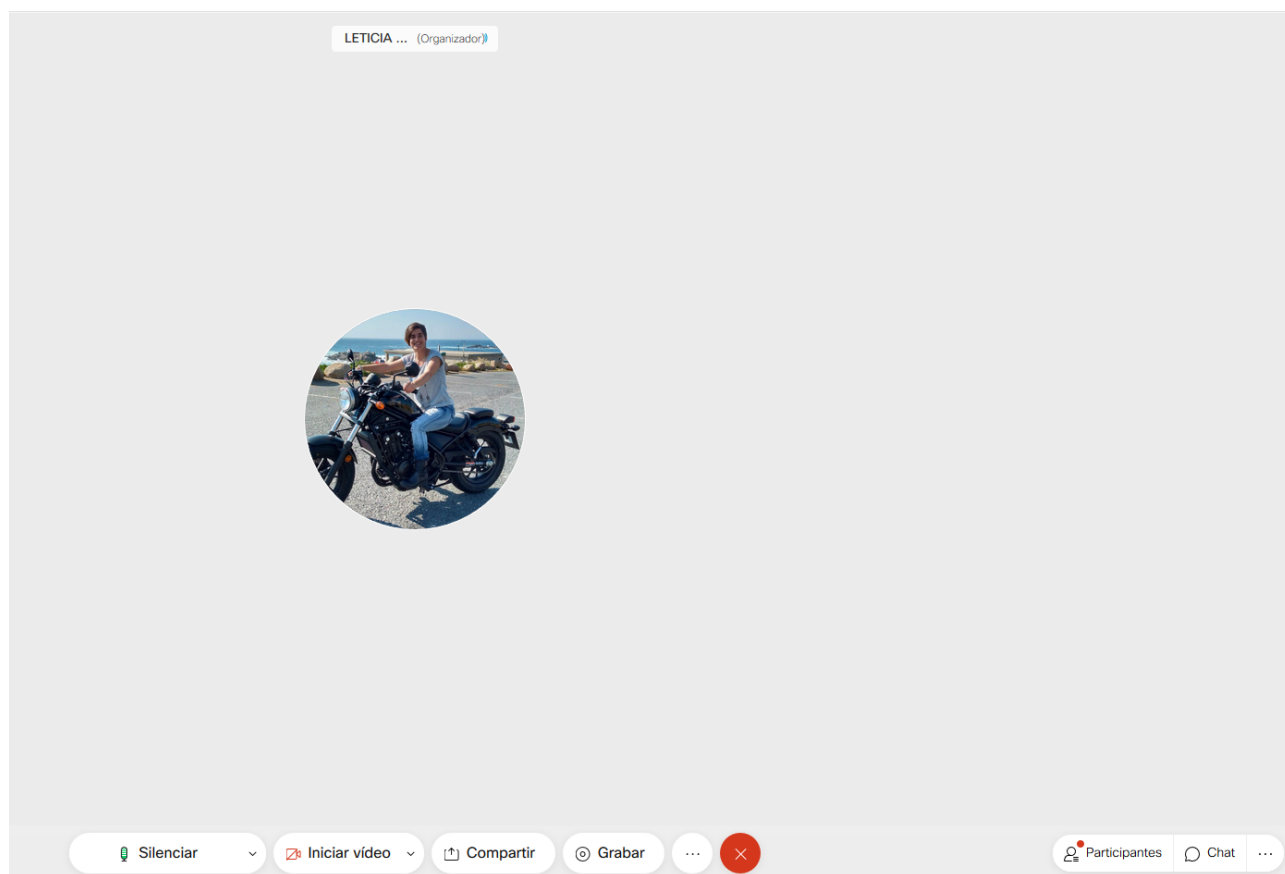 LETICIA ... (Organizador)
Silenciar Iniciar vídeo Compartir Grabar ... Participantes Chat ...